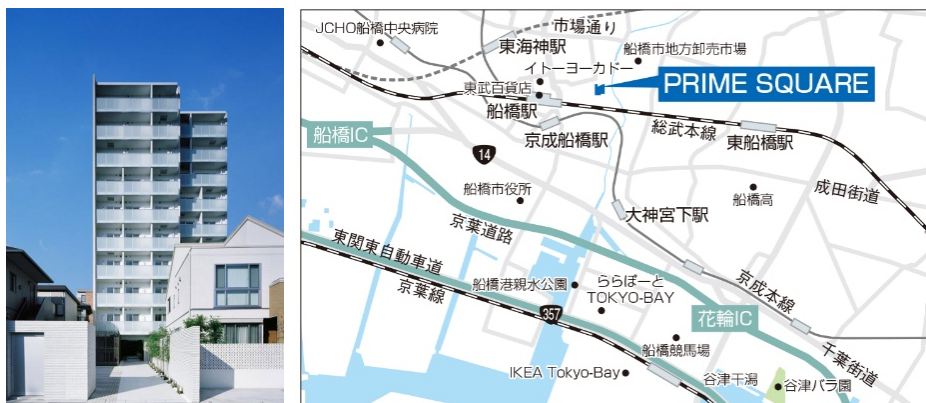 JCHO船橋中央病院
市場通り
東海神駅
船橋市地方卸売市場
イトーヨーカドー
東武百貨店
PRIME SQUARE
船橋駅
京成船橋駅
総武本線
東船橋駅
船橋IC
14
成田街道
船橋市役所
船橋高
大神宮下駅
京葉道路
東関東自動車道
京葉線
船橋港親水公園
ららぽーと
TOKYO-BAY
京成本線
357
花輪IC
船橋競馬場
千葉街道
IKEA Tokyo-Bay
谷津干潟
谷津バラ園